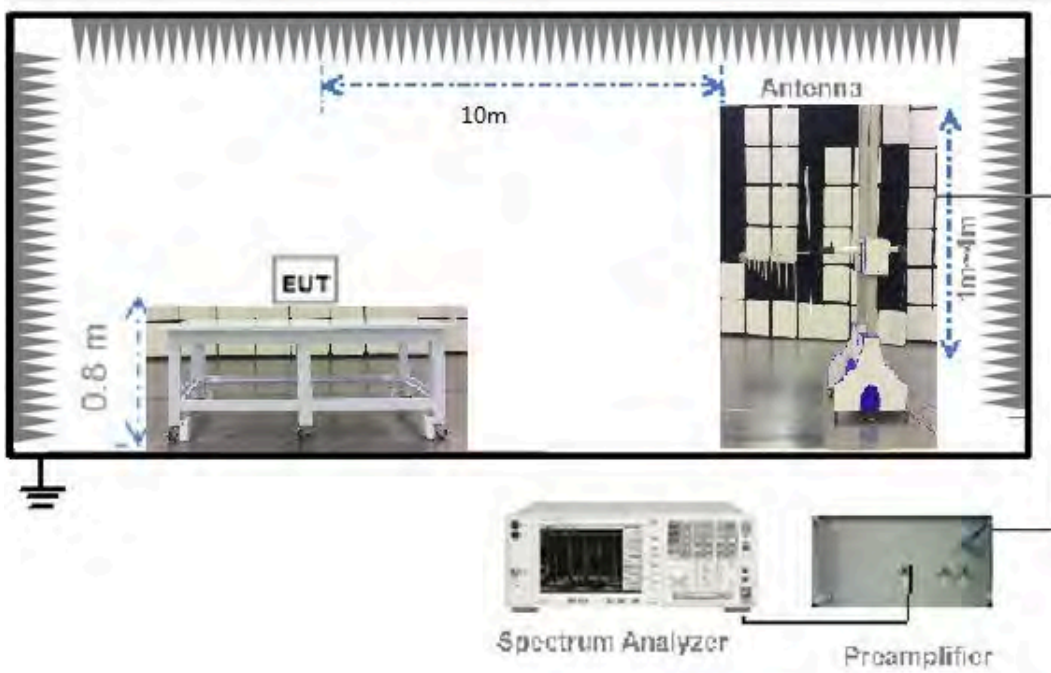 10m
Antenna
1m~4m
EUT
0.8 m
Spectrum Analyzer
Preamplifier